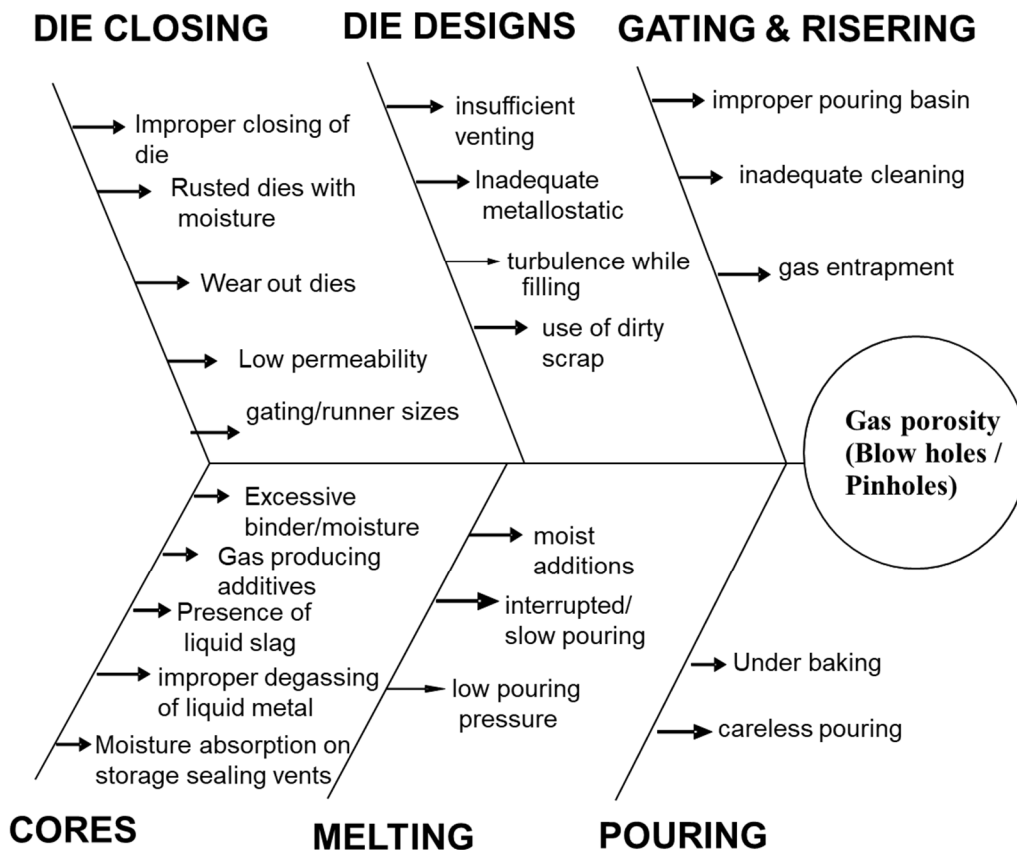 DIE CLOSING
DIE DESIGNS
GATING & RISERING
Improper closing of
die
Rusted dies with
moisture
Wear out dies
Low permeability
gating/runner sizes
insufficient
venting
Inadequate
metallostatic
turbulence while
filling
use of dirty
scrap
improper pouring basin
inadequate cleaning
gas entrapment
Gas porosity
(Blow holes /
Pinholes)
Excessive
binder/moisture
Gas producing
additives
Presence of
liquid slag
improper degassing
of liquid metal
Moisture absorption on
storage sealing vents
moist
additions
interrupted/
slow pouring
low pouring
pressure
Under baking
careless pouring
CORES
MELTING
POURING